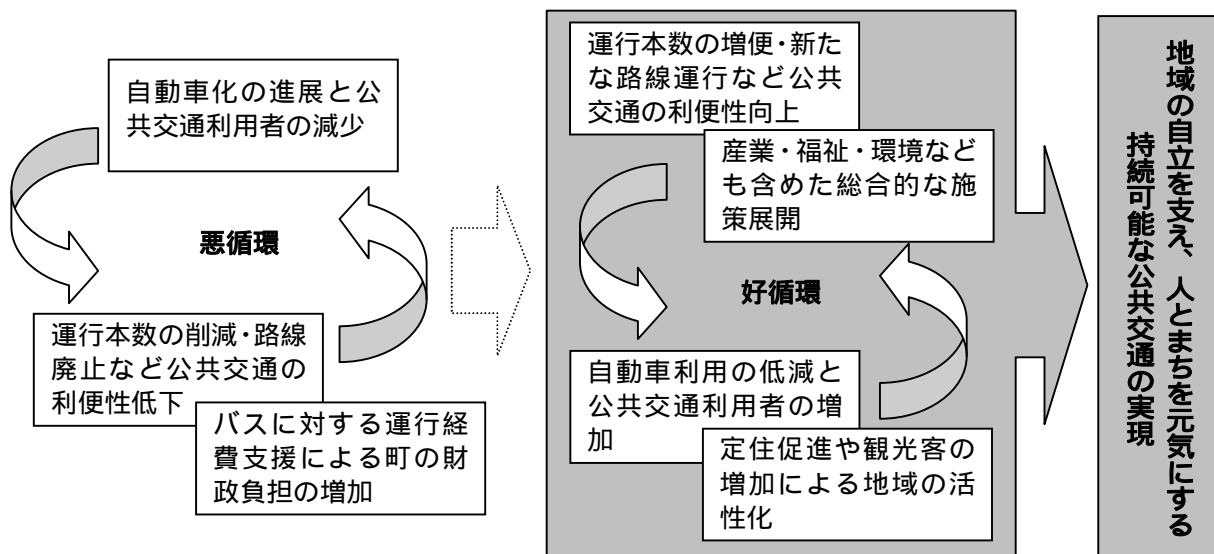 自動車化の進展と公
共交通利用者の減少
悪循環
運行本数の削減・路線
廃止など公共交通の
利便性低下
バスに対する運行経
費支援による町の財
政負担の増加
運行本数の増便・新た
な路線運行など公共
交通の利便性向上
産業・福祉・環境など
も含めた総合的な施
策展開
好循環
自動車利用の低減と
公共交通利用者の増
加
定住促進や観光客の
増加による地域の活
性化
地域の自立を支え、人とまちを元気にする
持続可能な公共交通の実現